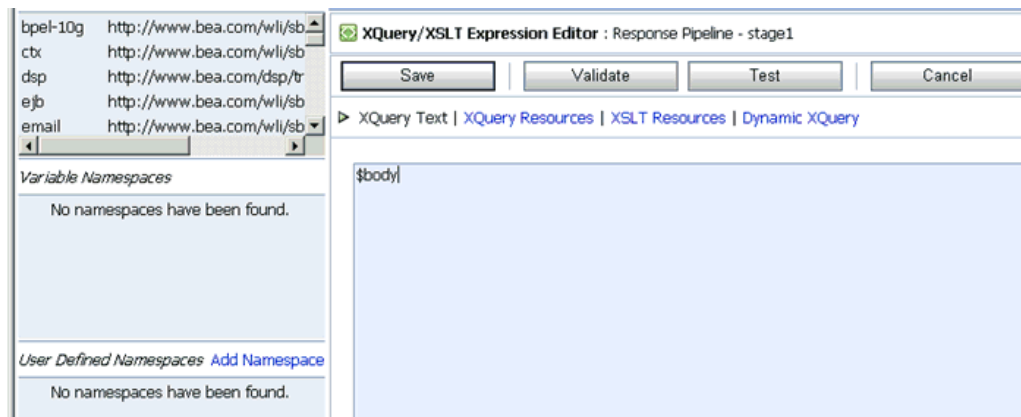 bpel-10g http://www.bea.com/wli/sb
ctx http://www.bea.com/wli/sb
dsp http://www.bea.com/dsp/tr
ejb http://www.bea.com/wli/sb
email http://www.bea.com/wli/sb
Variable Namespaces
No namespaces have been found.
User Defined Namespaces Add Namespace
No namespaces have been found.
XQuery/XSLT Expression Editor : Response Pipeline - stage1
Save Validate Test Cancel
XQuery Text | XQuery Resources | XSLT Resources | Dynamic XQuery
$body